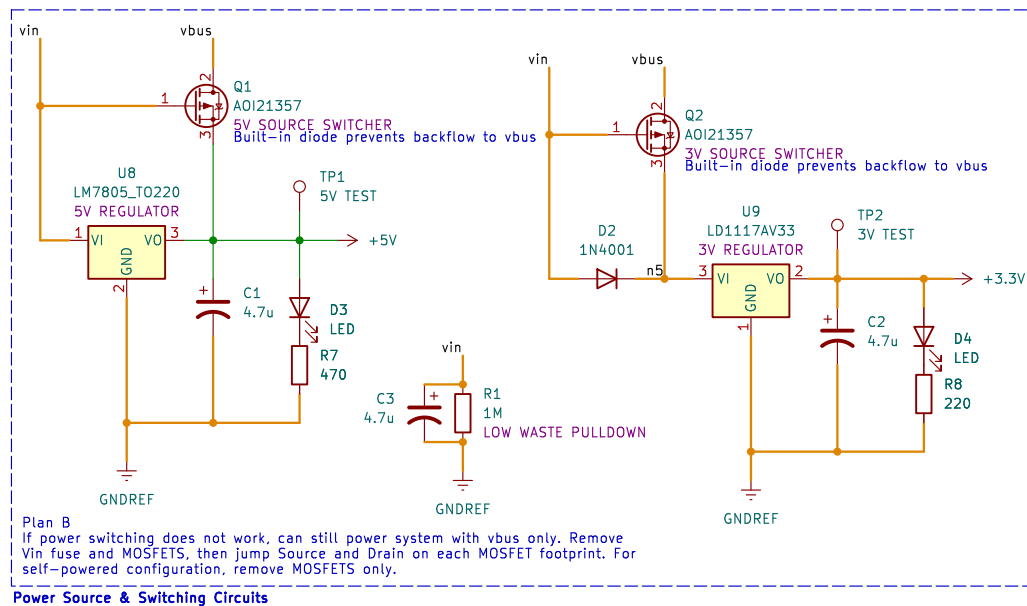 vin
vbus
2
Q1
AOI21357
1
5V SOURCE SWITCHER
Built-in diode prevents backflow to vbus
3
U8
LM7805_TO220
5V REGULATOR
TP1
5V TEST
1
VI
VO
3
GND
2
+5V
+
C1
4.7u
D3
LED
R7
470
GNDREF
vin
C3
4.7u
+
R1
1M
LOW WASTE PULLDOWN
GNDREF
vin
vbus
2
Q2
AOI21357
1
3V SOURCE SWITCHER
Built-in diode prevents backflow to vbus
3
D2
1N4001
n5
U9
LD1117AV33
3V REGULATOR
TP2
3V TEST
3
VI
VO
2
GND
1
+3.3V
+
C2
4.7u
D4
LED
R8
220
GNDREF
Plan B
If power switching does not work, can still power system with vbus only. Remove
Vin fuse and MOSFETS, then jump Source and Drain on each MOSFET footprint. For
self-powered configuration, remove MOSFETS only.
Power Source & Switching Circuits